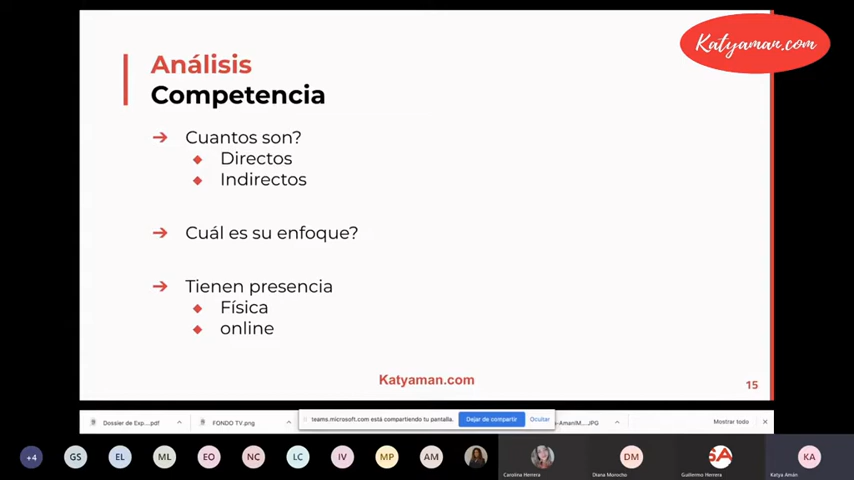 Katyaman.com
Análisis
Competencia
Cuantos son?
Directos
Indirectos
Cuál es su enfoque?
Tienen presencia
Física
online
Katyaman.com
15
Dossier de Exp....pdf
FONDO TV.png
teams.microsoft.com está compartiendo tu pantalla.
Dejar de compartir
Ocultar
-AmanIM...JPG
Mostrar todo
+4
GS
EL
ML
EO
NC
LC
IV
MP
AM
DM
SA
KA
Carolina Herrera
Diana Morocho
Guillermo Herrera
Katya Amán